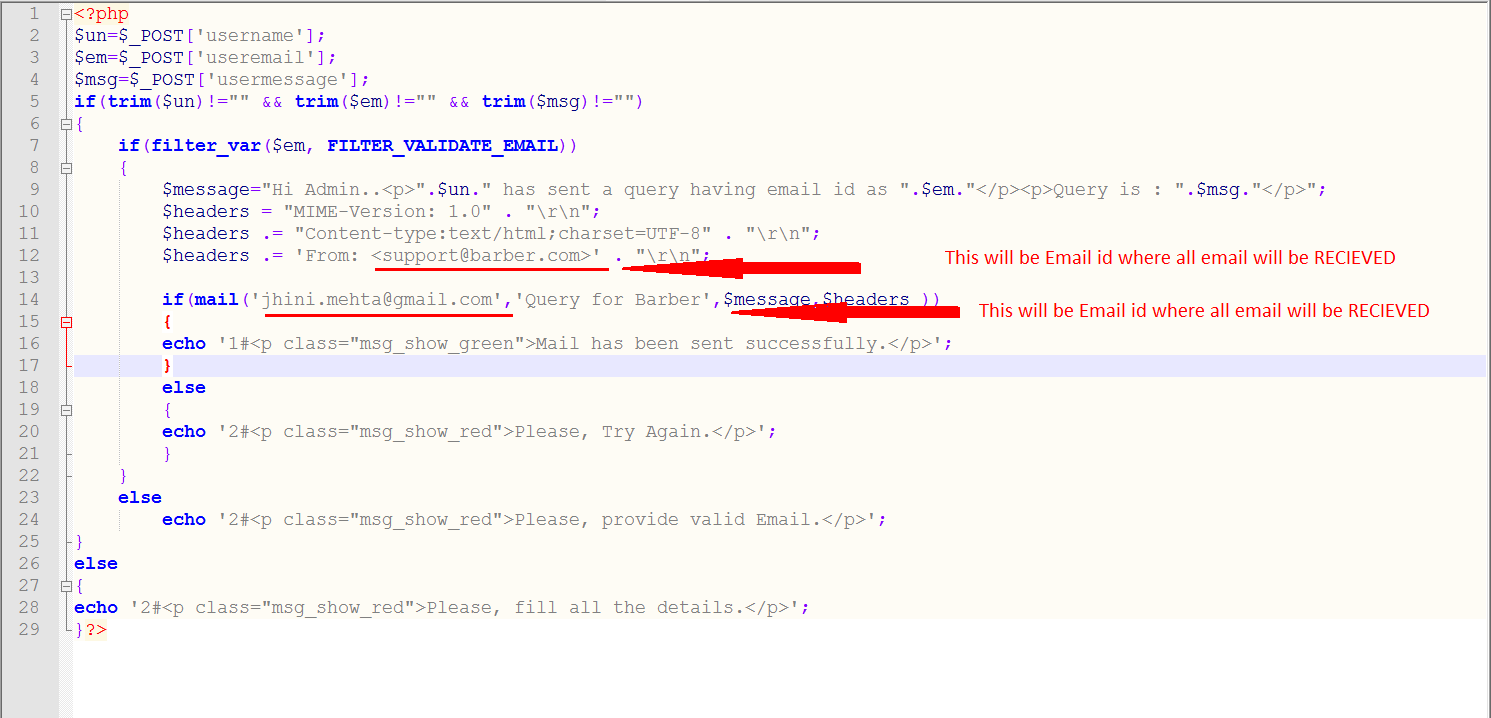 1 <?php
2 $un=$_POST['username'];
3 $em=$_POST['useremail'];
4 $msg=$_POST['usermessage'];
5 if(trim($un)!="" && trim($em)!="" && trim($msg)!="")
6 {
7 if(filter_var($em, FILTER_VALIDATE_EMAIL))
8 {
9 $message="Hi Admin..<p>".$un." has sent a query having email id as ".$em."</p><p>Query is : ".$msg."</p>";
10 $headers = "MIME-Version: 1.0" . "\r\n";
11 $headers .= "Content-type:text/html;charset=UTF-8" . "\r\n";
12 $headers .= 'From: <support@barber.com>' . "\r\n"; This will be Email id where all email will be RECIEVED
13
14 if(mail('jhini.mehta@gmail.com','Query for Barber',$message,$headers )) This will be Email id where all email will be RECIEVED
15 {
16 echo '1#<p class="msg_show_green">Mail has been sent successfully.</p>';
17 }
18 else
19 {
20 echo '2#<p class="msg_show_red">Please, Try Again.</p>';
21 }
22 }
23 else
24 echo '2#<p class="msg_show_red">Please, provide valid Email.</p>';
25 }
26 else
27 {
28 echo '2#<p class="msg_show_red">Please, fill all the details.</p>';
29 }?>